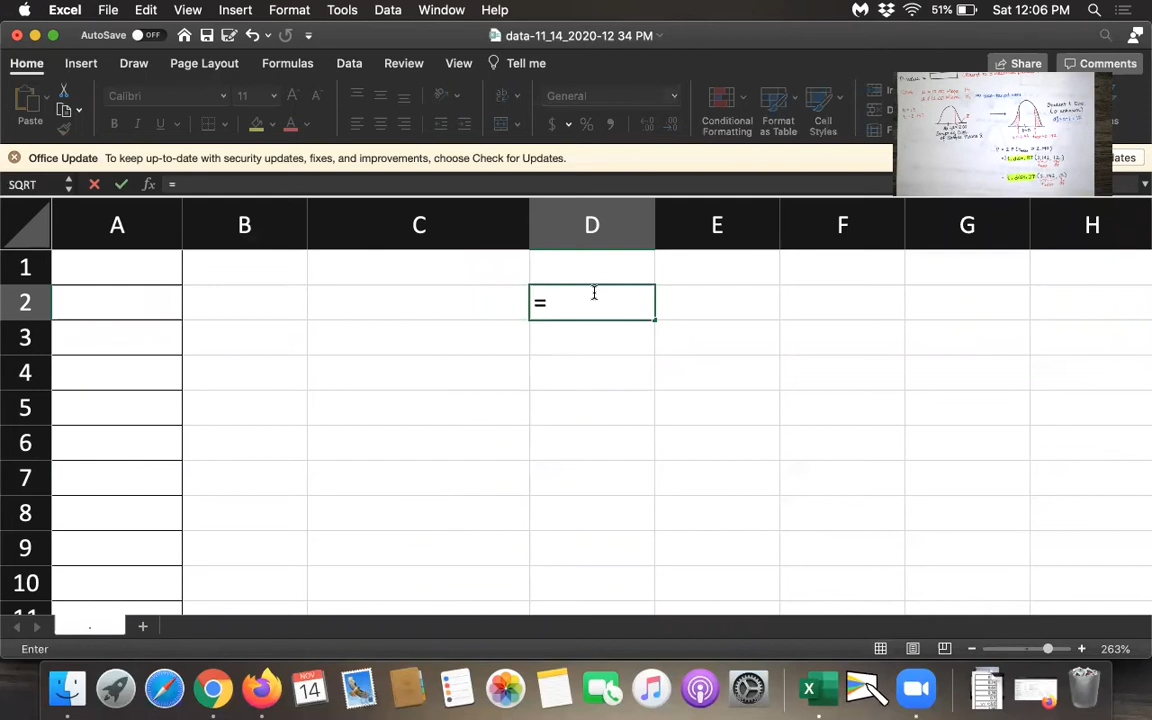 Excel File Edit View Insert Format Tools Data Window Help 51% Sat 12:06 PM
AutoSave OFF data-11_14_2020-12 34 PM
Home Insert Draw Page Layout Formulas Data Review View Tell me Share Comments
Paste Calibri 11 General Conditional Formatting Format as Table Cell Styles
B I U $ %
Office Update To keep up-to-date with security updates, fixes, and improvements, choose Check for Updates.
SQRT fx =
A B C D E F G H
1
2 =
3
4
5
6
7
8
9
10
11
.
Enter 263%
NOV 14